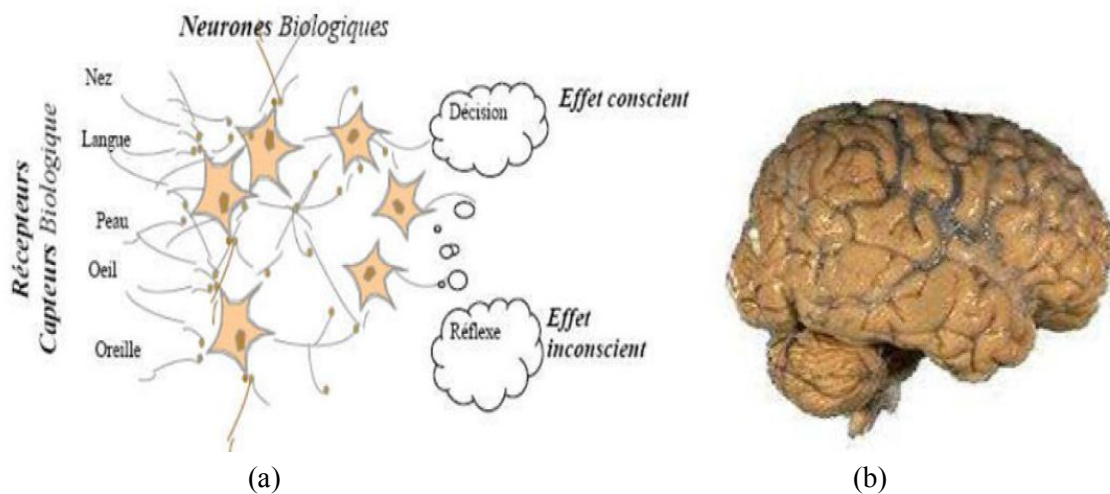 Neurones Biologiques
Nez
Langue
Peau
Oeil
Oreille
Récepteurs
Capteurs Biologique
Décision
Effet conscient
Réflexe
Effet
inconscient
(a)
(b)